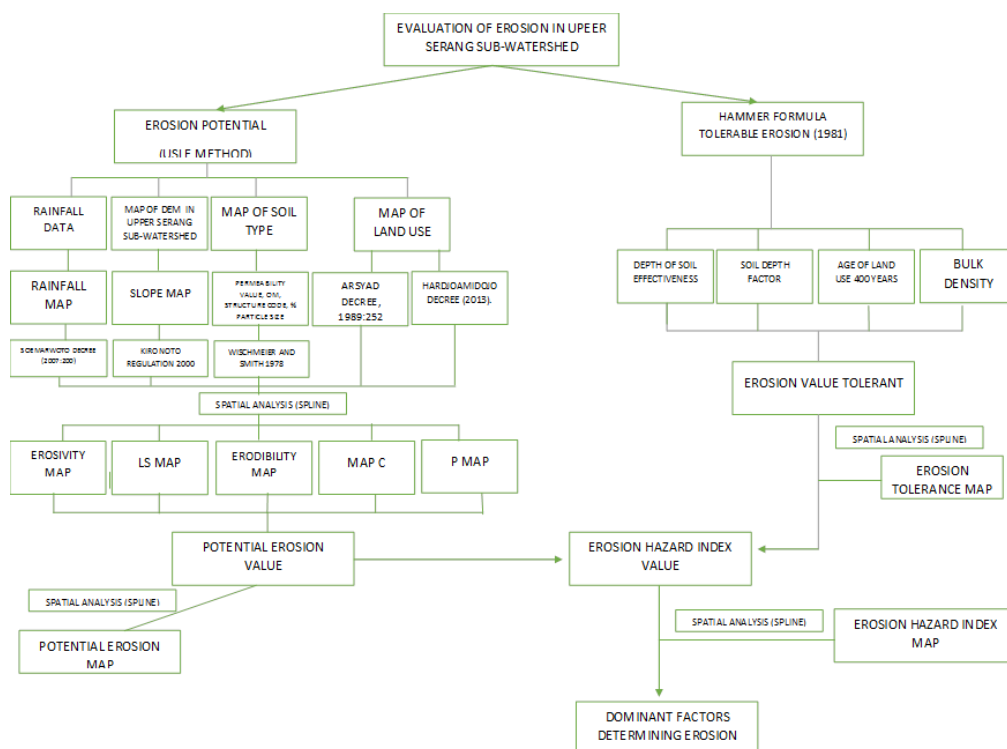 EVALUATION OF EROSION IN UPEER
SERANG SUB-WATERSHED
EROSION POTENTIAL
(USLE METHOD)
HAMMER FORMULA
TOLERABLE EROSION (1981)
RAINFALL
DATA
MAP OF DEM IN
UPPER SERANG
SUB-WATERSHED
MAP OF SOIL
TYPE
MAP OF
LAND USE
RAINFALL
MAP
SLOPE MAP
PERMEABILITY
VALUE, OM,
STRUCTURE CODE, %
PARTICLE SIZE
ARSYAD
DECREE,
1989:252
HARDJOAMIDOJO
DECREE (2013).
DEPTH OF SOIL
EFFECTIVENESS
SOIL DEPTH
FACTOR
AGE OF LAND
USE 400 YEARS
BULK
DENSITY
SOEMARWOTO DECREE
KIRONOTO
REGULATION 2000
WISCHMEIER AND
SMITH 1978
SPATIAL ANALYSIS (SPLINE)
EROSION VALUE TOLERANT
EROSIVITY
MAP
LS MAP
ERODIBILITY
MAP
MAP C
P MAP
SPATIAL ANALYSIS (SPLINE)
EROSION
TOLERANCE MAP
POTENTIAL EROSION
VALUE
EROSION HAZARD INDEX
VALUE
SPATIAL ANALYSIS (SPLINE)
POTENTIAL EROSION
MAP
SPATIAL ANALYSIS (SPLINE)
EROSION HAZARD INDEX
MAP
DOMINANT FACTORS
DETERMINING EROSION